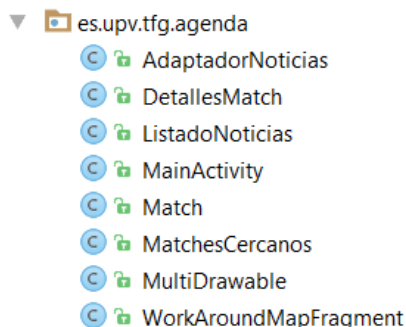 es.upv.tfg.agenda
C AdaptadorNoticias
C DetallesMatch
C ListadoNoticias
C MainActivity
C Match
C MatchesCercanos
C MultiDrawable
C WorkAroundMapFragment